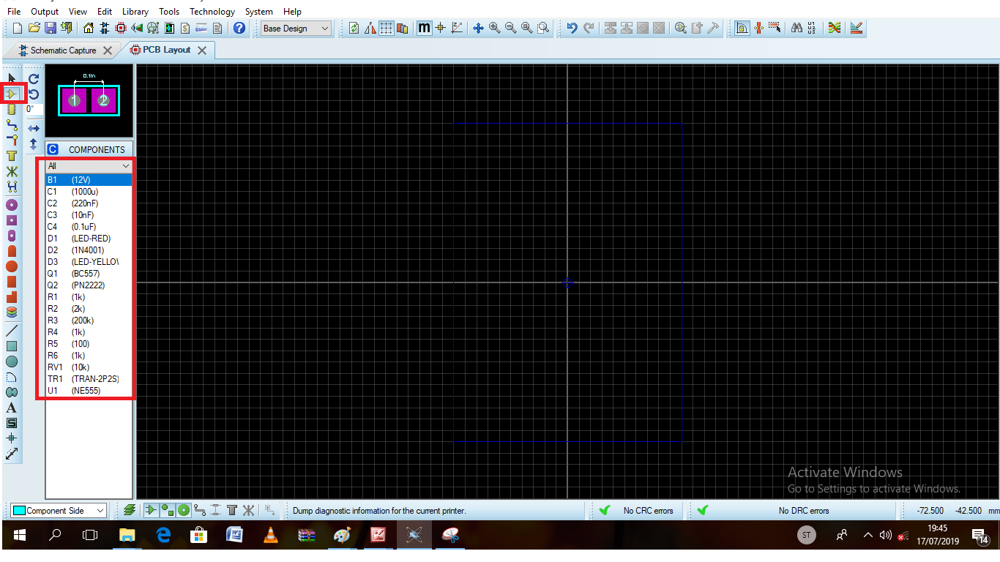 File Output View Edit Library Tools Technology System Help
Base Design
m
Schematic Capture
PCB Layout
0.1in
1 2
0°
C COMPONENTS
All
B1 (12V)
C1 (1000u)
C2 (220nF)
C3 (10nF)
C4 (0.1uF)
D1 (LED-RED)
D2 (1N4001)
D3 (LED-YELLO
Q1 (BC557)
Q2 (PN2222)
R1 (1k)
R2 (2k)
R3 (200k)
R4 (1k)
R5 (100)
R6 (1k)
RV1 (10k)
TR1 (TRAN-2P2S)
U1 (NE555)
A
S
Activate Windows
Go to Settings to activate Windows.
Component Side
Dump diagnostic information for the current printer.
No CRC errors
No DRC errors
-72.500 -42.500 mm
ST
19:45
17/07/2019
14